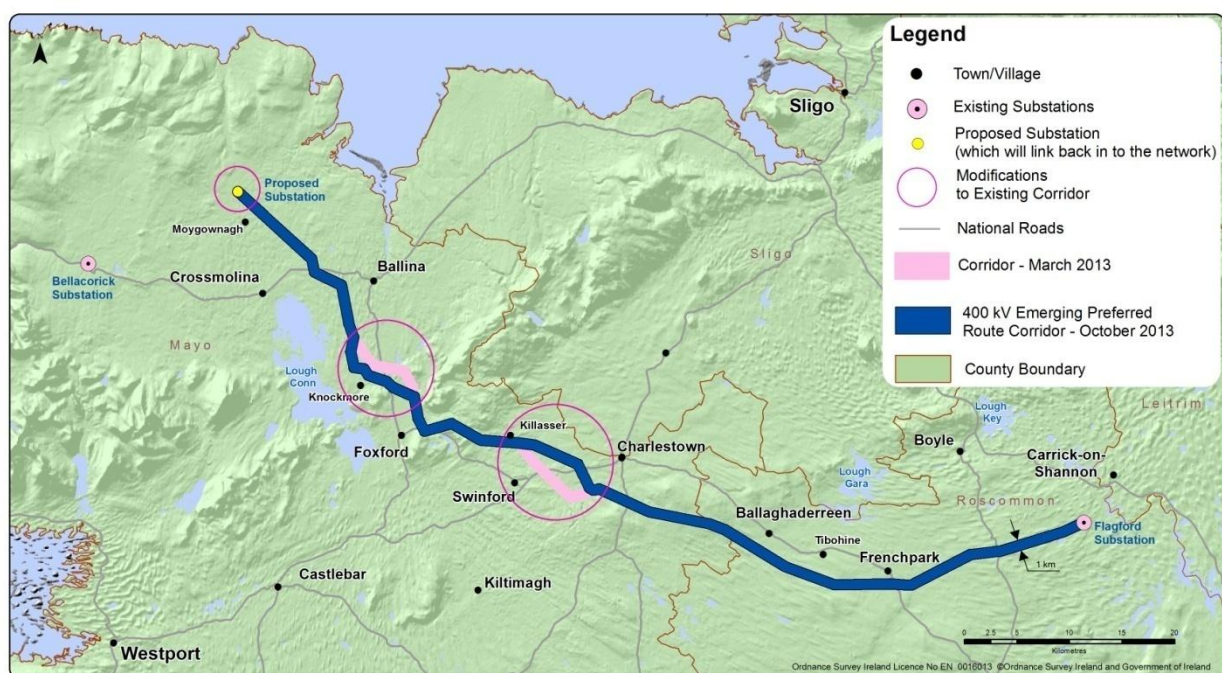 Legend
Town/Village
Existing Substations
Proposed Substation
(which will link back in to the network)
Modifications
to Existing Corridor
National Roads
Corridor - March 2013
400 kV Emerging Preferred
Route Corridor - October 2013
County Boundary
Sligo
Proposed
Substation
Moygownagh
Bellacorick
Substation
Crossmolina
Ballina
Sligo
Mayo
Lough
Conn
Knockmore
Foxford
Killasser
Swinford
Charlestown
Lough
Key
Leitrim
Boyle
Carrick-on-
Shannon
Lough
Gara
Roscommon
Ballaghaderreen
Tibohine
Frenchpark
Flagford
Substation
1 km
Castlebar
Kiltimagh
Westport
0 2.5 5 10 15 20
Kilometres
Ordnance Survey Ireland Licence No EN 0016013 ©Ordnance Survey Ireland and Government of Ireland